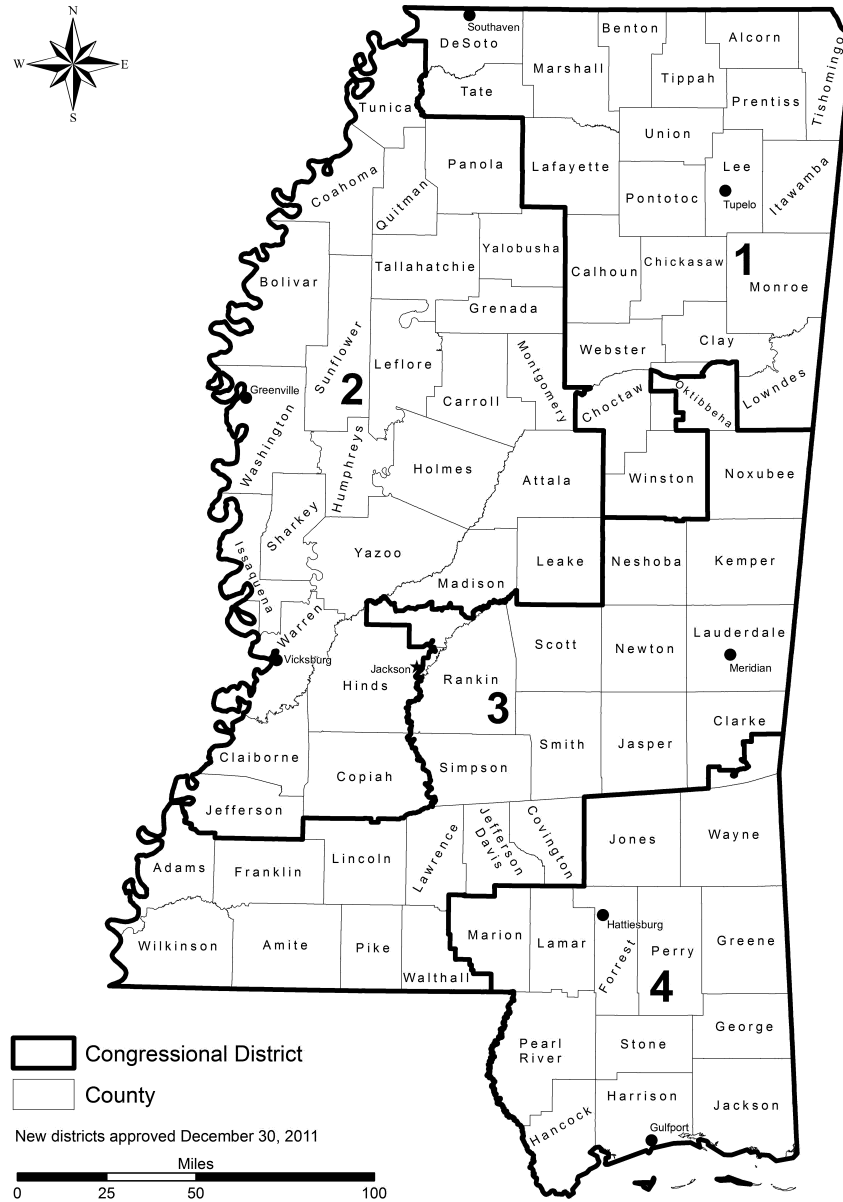 N
W E
S
Southaven
DeSoto
Benton
Alcorn
Tishomingo
Marshall
Tippah
Tate
Prentiss
Tunica
Union
Panola
Lafayette
Lee
Itawamba
Coahoma
Quitman
Pontotoc
Tupelo
Yalobusha
Tallahatchie
Calhoun
Chickasaw
1
Bolivar
Monroe
Grenada
Sunflower
Leflore
Montgomery
Webster
Clay
2
Greenville
Carroll
Choctaw
Oktibbeha
Lowndes
Washington
Humphreys
Holmes
Attala
Winston
Noxubee
Sharkey
Issaquena
Yazoo
Madison
Leake
Neshoba
Kemper
Warren
Vicksburg
Jackson
Hinds
Rankin
Scott
Newton
Lauderdale
Meridian
3
Claiborne
Copiah
Simpson
Smith
Jasper
Clarke
Jefferson
Lawrence
Jefferson
Davis
Covington
Jones
Wayne
Adams
Franklin
Lincoln
Wilkinson
Amite
Pike
Walthall
Marion
Lamar
Hattiesburg
Forrest
Perry
Greene
4
Pearl
River
Stone
George
Hancock
Harrison
Jackson
Gulfport
Congressional District
County
New districts approved December 30, 2011
Miles
0 25 50 100